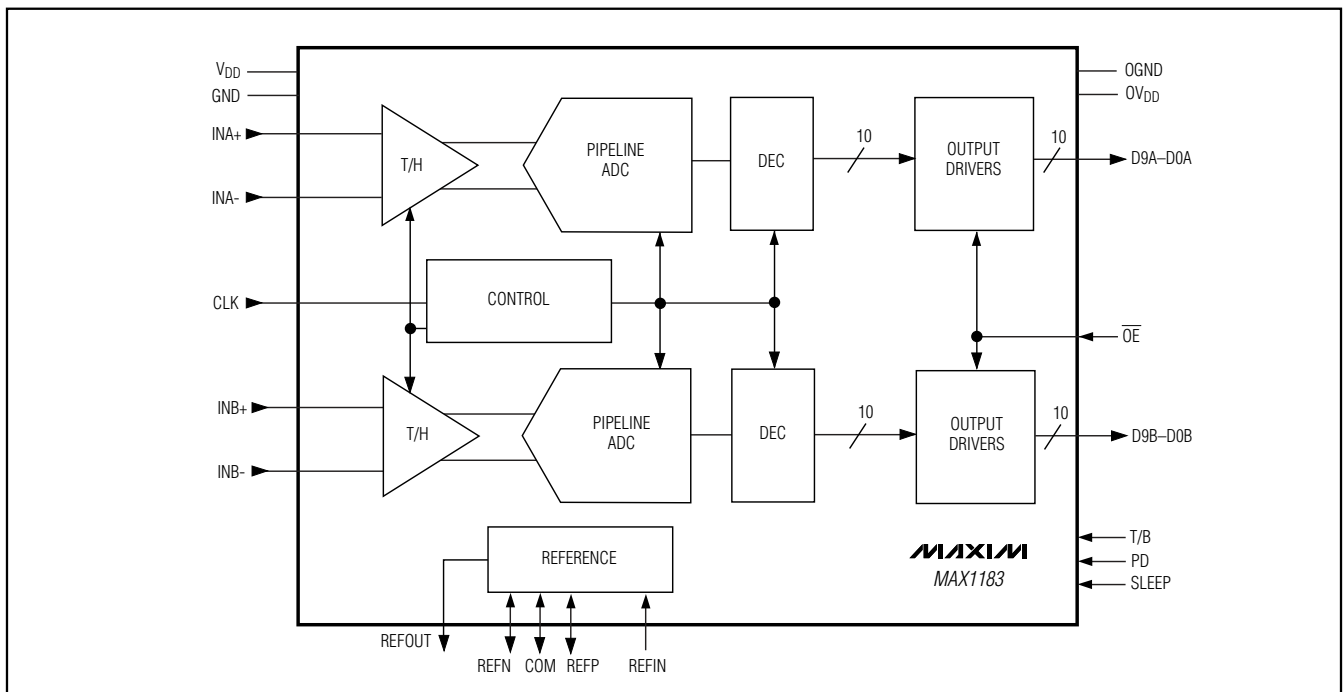 VDD
GND
INA+
INA-
CLK
INB+
INB-
T/H
PIPELINE
ADC
DEC
10
OUTPUT
DRIVERS
10
OGND
OVDD
D9A–D0A
CONTROL
OE
T/H
PIPELINE
ADC
DEC
10
OUTPUT
DRIVERS
10
D9B–D0B
REFERENCE
MAXIM
MAX1183
T/B
PD
SLEEP
REFOUT
REFN
COM
REFP
REFIN